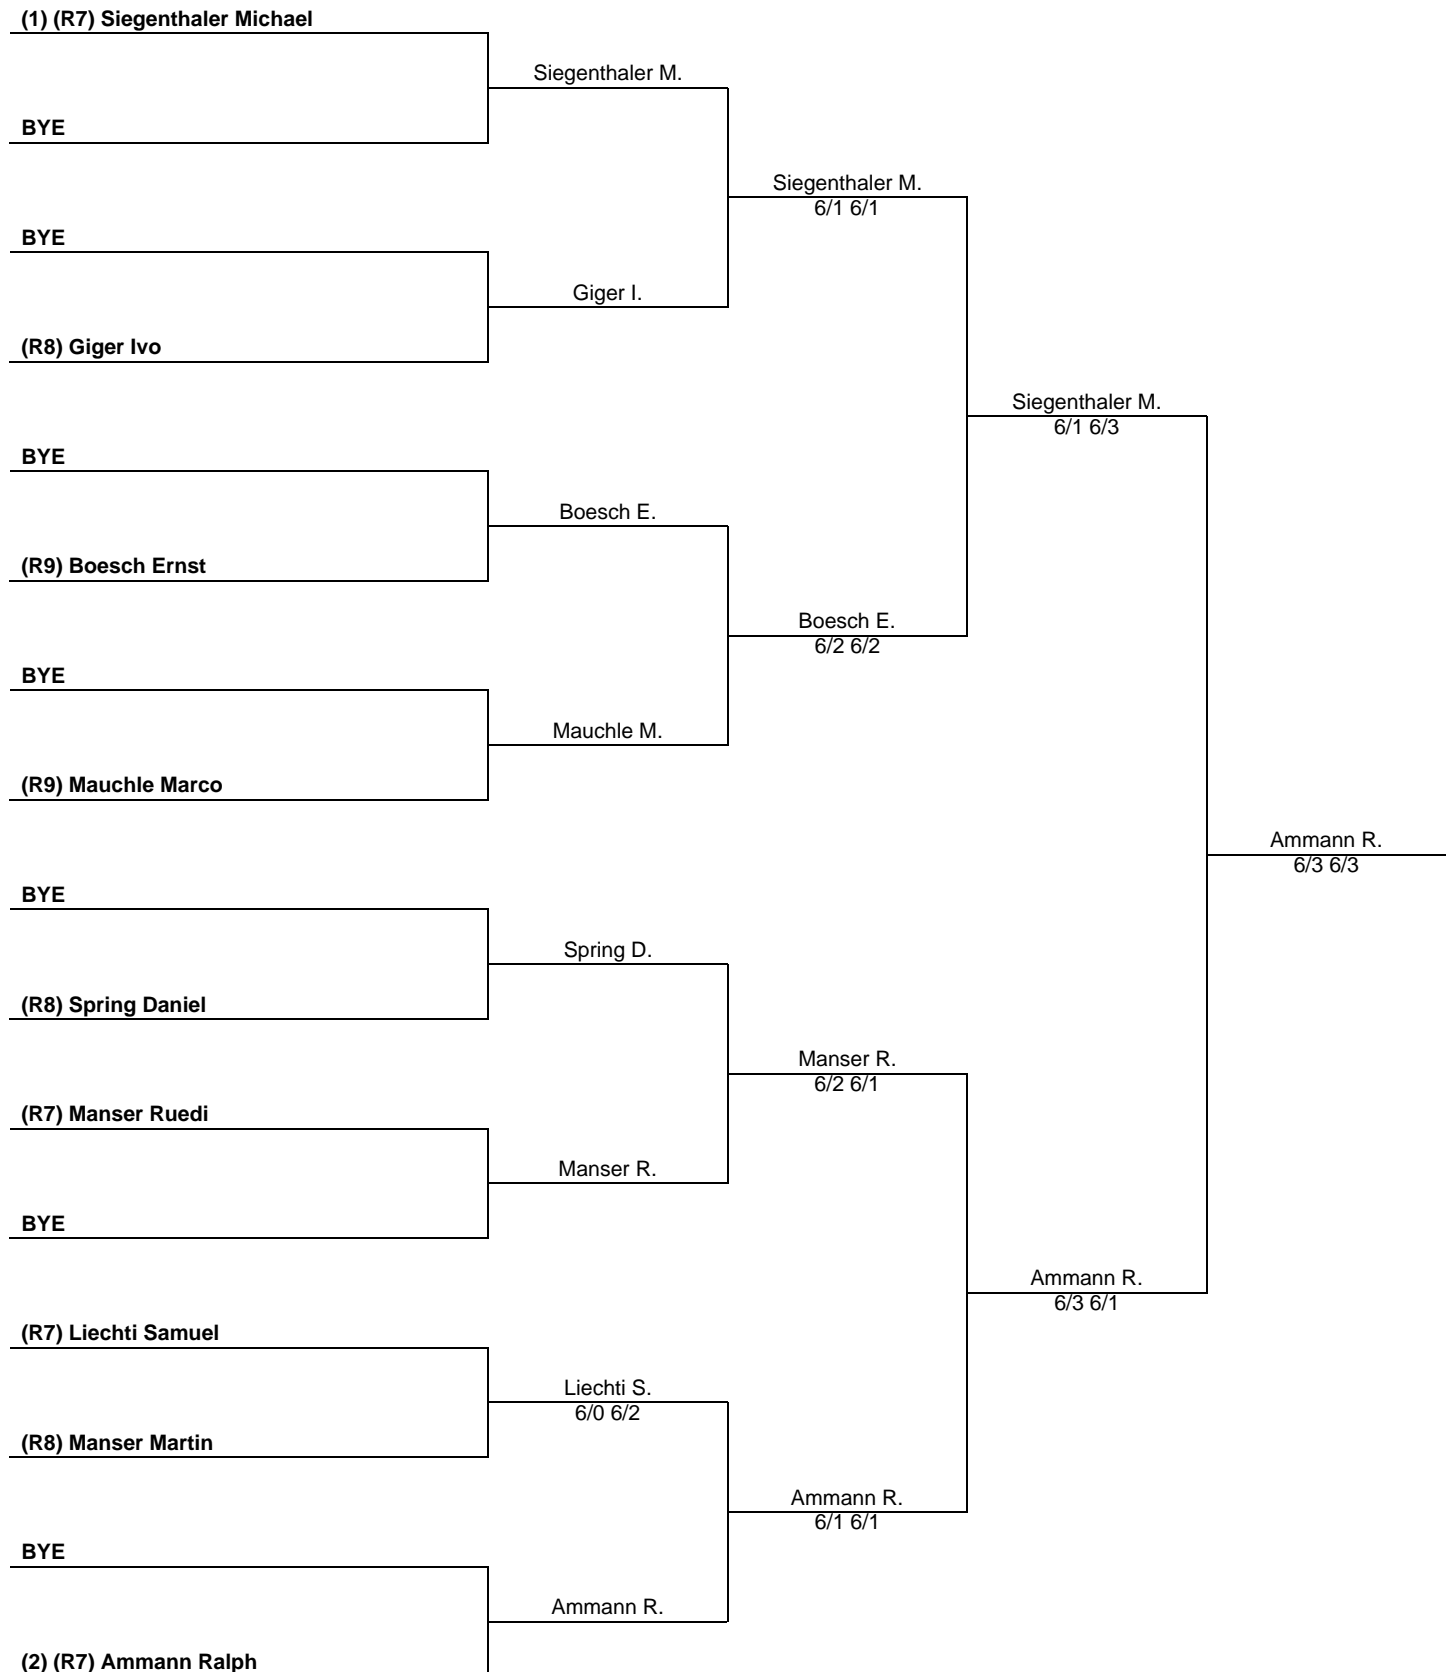 (1) (R7) Siegenthaler Michael
Siegenthaler M.
BYE
Siegenthaler M.
6/1 6/1
BYE
Giger I.
(R8) Giger Ivo
Siegenthaler M.
6/1 6/3
BYE
Boesch E.
(R9) Boesch Ernst
Boesch E.
6/2 6/2
BYE
Mauchle M.
(R9) Mauchle Marco
Ammann R.
6/3 6/3
BYE
Spring D.
(R8) Spring Daniel
Manser R.
6/2 6/1
(R7) Manser Ruedi
Manser R.
BYE
Ammann R.
6/3 6/1
(R7) Liechti Samuel
Liechti S.
6/0 6/2
(R8) Manser Martin
Ammann R.
6/1 6/1
BYE
Ammann R.
(2) (R7) Ammann Ralph